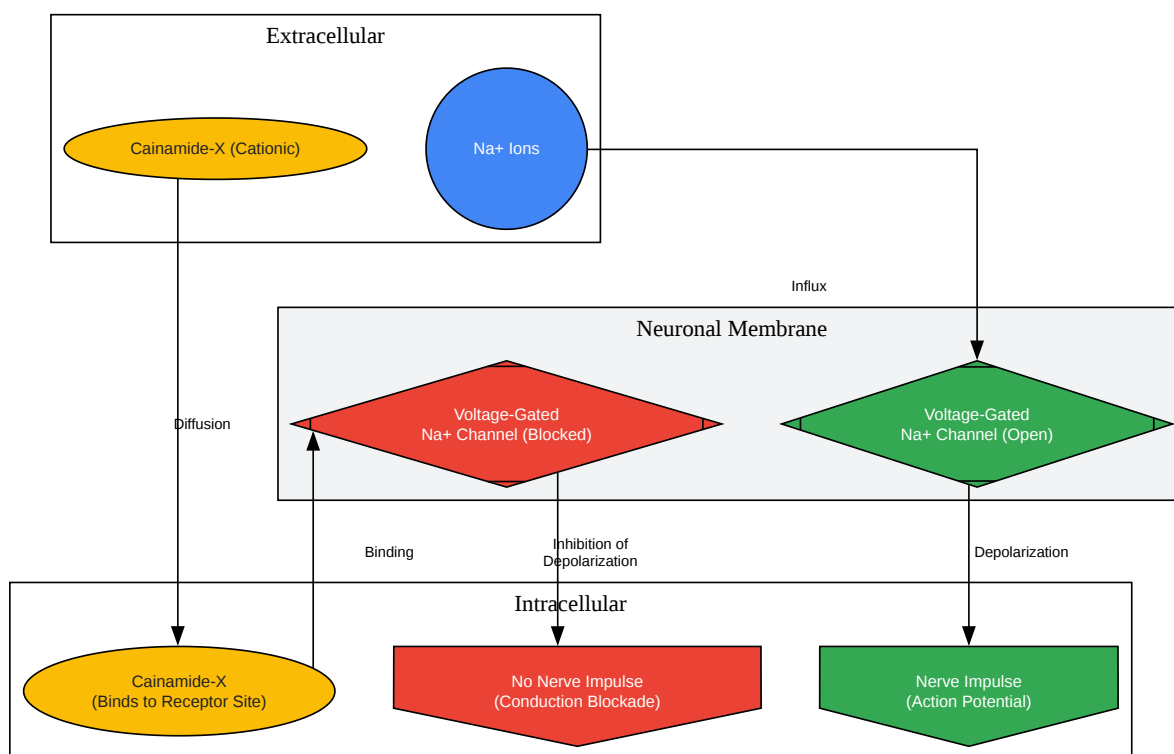 Extracellular
Cainamide-X (Cationic)
Na+ Ions
Influx
Neuronal Membrane
Voltage-Gated
Na+ Channel (Blocked)
Voltage-Gated
Na+ Channel (Open)
Diffusion
Binding
Inhibition of
Depolarization
Depolarization
Intracellular
Cainamide-X
(Binds to Receptor Site)
No Nerve Impulse
(Conduction Blockade)
Nerve Impulse
(Action Potential)